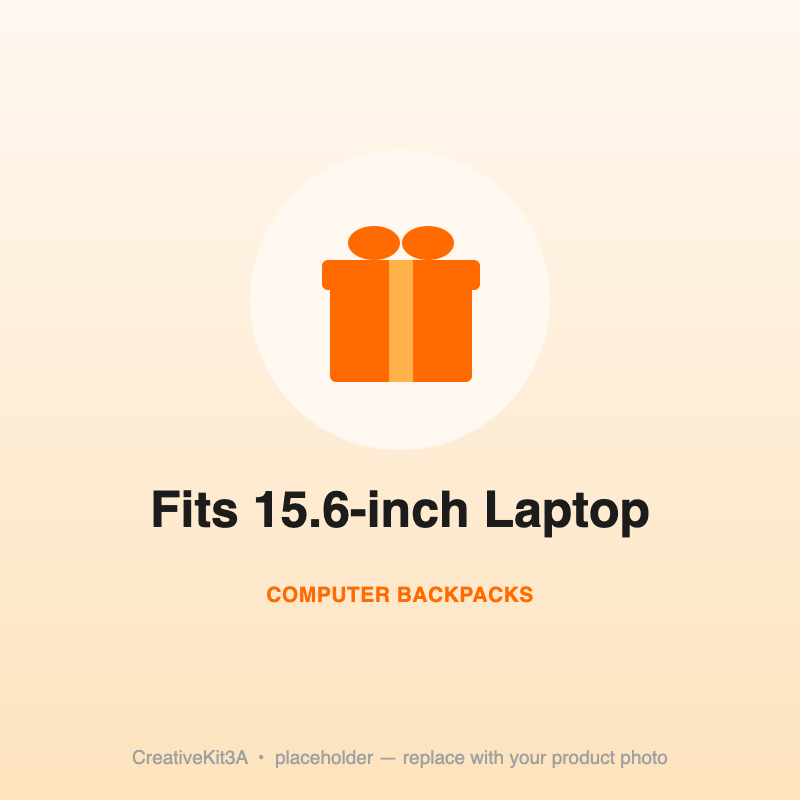 Fits 15.6-inch Laptop
COMPUTER BACKPACKS
CreativeKit3A • placeholder — replace with your product photo